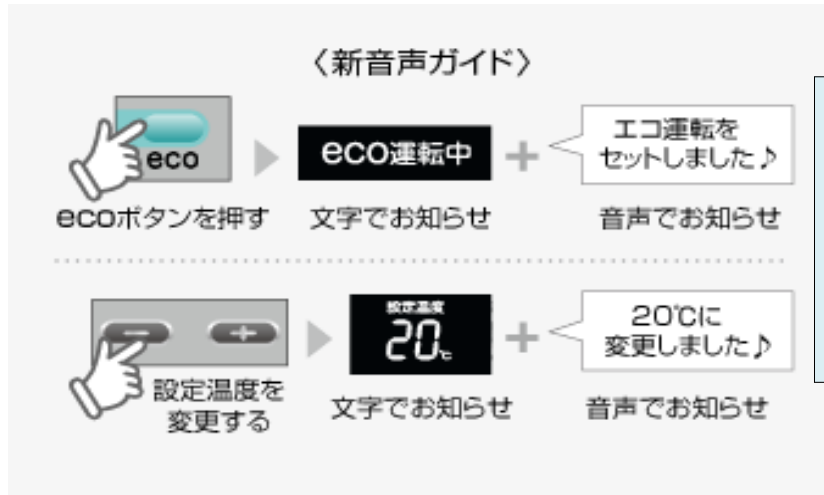 〈新音声ガイド〉
eco
eco運転中
エコ運転を
セットしました♪
ecoボタンを押す
文字でお知らせ
音声でお知らせ
設定温度
20℃
20℃に
変更しました♪
設定温度を
変更する
文字でお知らせ
音声でお知らせ